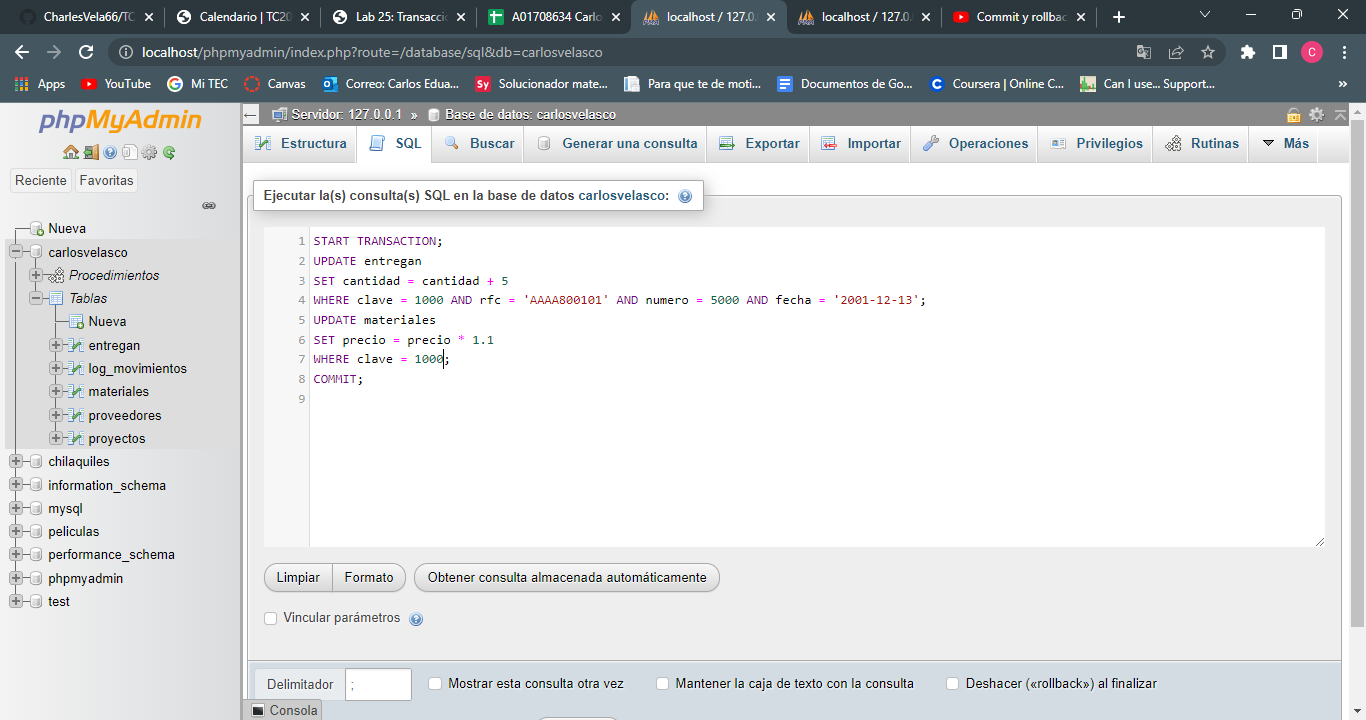 CharlesVela66/TC
Calendario | TC20
Lab 25: Transacci
A01708634 Carlo
localhost / 127.0.
localhost / 127.0.
Commit y rollbac
localhost/phpmyadmin/index.php?route=/database/sql&db=carlosvelasco
C
Apps
YouTube
Mi TEC
Canvas
Correo: Carlos Edua...
Sy
Solucionador mate...
Para que te de moti...
Documentos de Go...
Coursera | Online C...
Can I use... Support...
phpMyAdmin
Reciente
Favoritas
Nueva
carlosvelasco
Procedimientos
Tablas
Nueva
entregan
log_movimientos
materiales
proveedores
proyectos
chilaquiles
information_schema
mysql
peliculas
performance_schema
phpmyadmin
test
Servidor: 127.0.0.1 » Base de datos: carlosvelasco
Estructura
SQL
Buscar
Generar una consulta
Exportar
Importar
Operaciones
Privilegios
Rutinas
Más
Ejecutar la(s) consulta(s) SQL en la base de datos carlosvelasco:
1 START TRANSACTION;
2 UPDATE entregan
3 SET cantidad = cantidad + 5
4 WHERE clave = 1000 AND rfc = 'AAAA800101' AND numero = 5000 AND fecha = '2001-12-13';
5 UPDATE materiales
6 SET precio = precio * 1.1
7 WHERE clave = 1000;
8 COMMIT;
9
Limpiar
Formato
Obtener consulta almacenada automáticamente
Vincular parámetros
Delimitador
;
Mostrar esta consulta otra vez
Mantener la caja de texto con la consulta
Deshacer («rollback») al finalizar
Consola